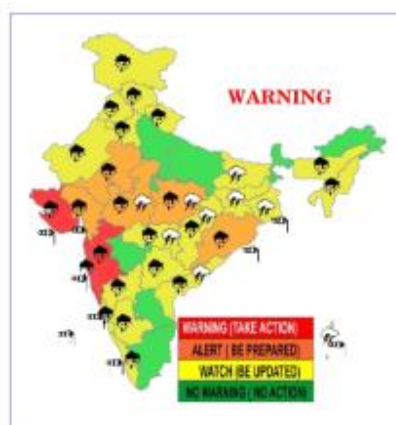 WARNING
WARNING (TAKE ACTION)
ALERT ( BE PREPARED)
WATCH (BE UPDATED)
NO WARNING ( NO ACTION)